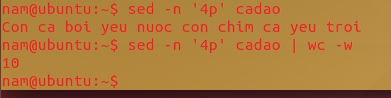 nam@ubuntu:~$ sed -n '4p' cadao
Con ca boi yeu nuoc con chim ca yeu troi
nam@ubuntu:~$ sed -n '4p' cadao | wc -w
10
nam@ubuntu:~$